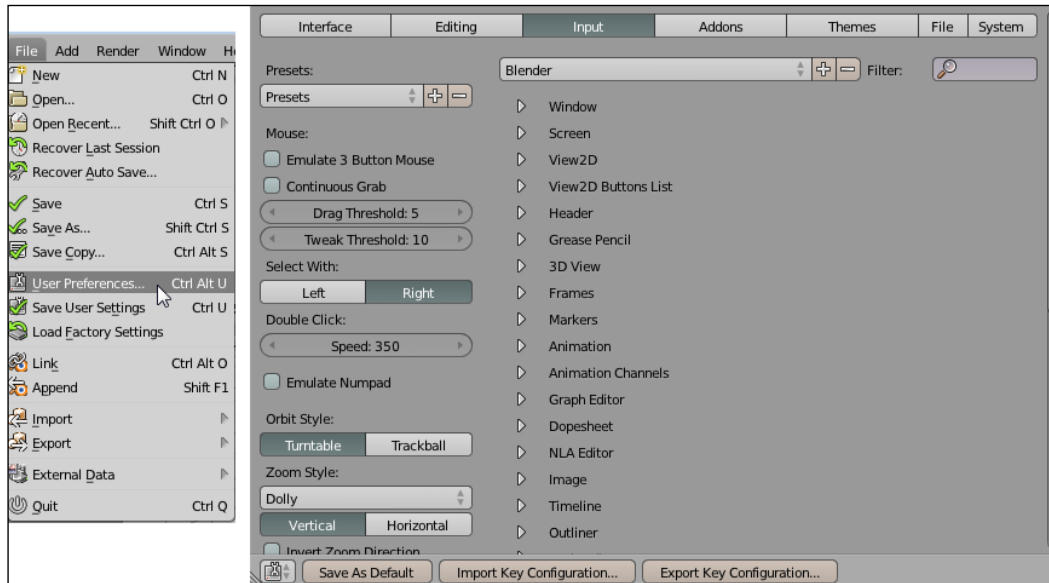 File Add Render Window
New Ctrl N
Open... Ctrl O
Open Recent... Shift Ctrl O
Recover Last Session
Recover Auto Save...
Save Ctrl S
Save As... Shift Ctrl S
Save Copy... Ctrl Alt S
User Preferences... Ctrl Alt U
Save User Settings Ctrl U
Load Factory Settings
Link Ctrl Alt O
Append Shift F1
Import
Export
External Data
Quit Ctrl Q
Interface Editing Input Addons Themes File System
Presets:
Presets
Mouse:
Emulate 3 Button Mouse
Continuous Grab
Drag Threshold: 5
Tweak Threshold: 10
Select With:
Left Right
Double Click:
Speed: 350
Emulate Numpad
Orbit Style:
Turntable Trackball
Zoom Style:
Dolly
Vertical Horizontal
Invert Zoom Direction
Blender Filter:
Window
Screen
View2D
View2D Buttons List
Header
Grease Pencil
3D View
Frames
Markers
Animation
Animation Channels
Graph Editor
Dopesheet
NLA Editor
Image
Timeline
Outliner
Save As Default Import Key Configuration... Export Key Configuration...